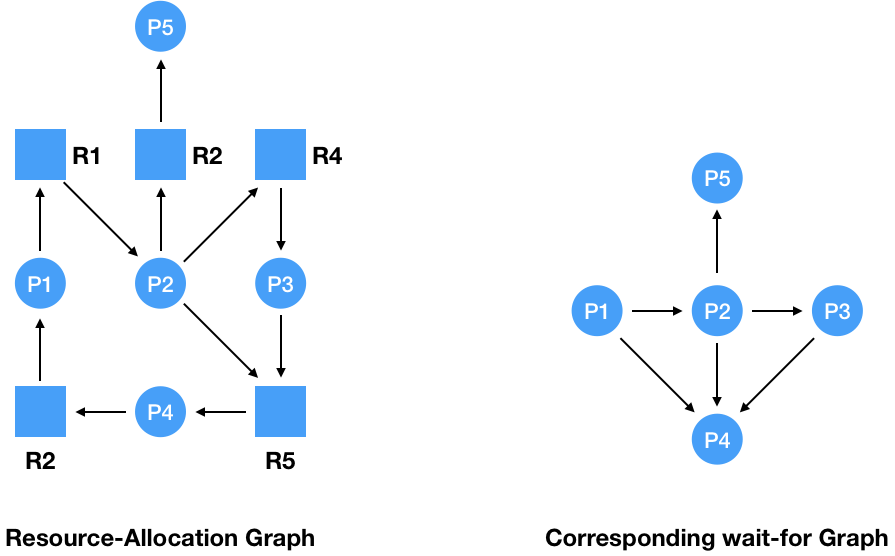 P5
R1
R2
R4
P1
P2
P3
P4
R2
R5
Resource-Allocation Graph
P5
P1
P2
P3
P4
Corresponding wait-for Graph